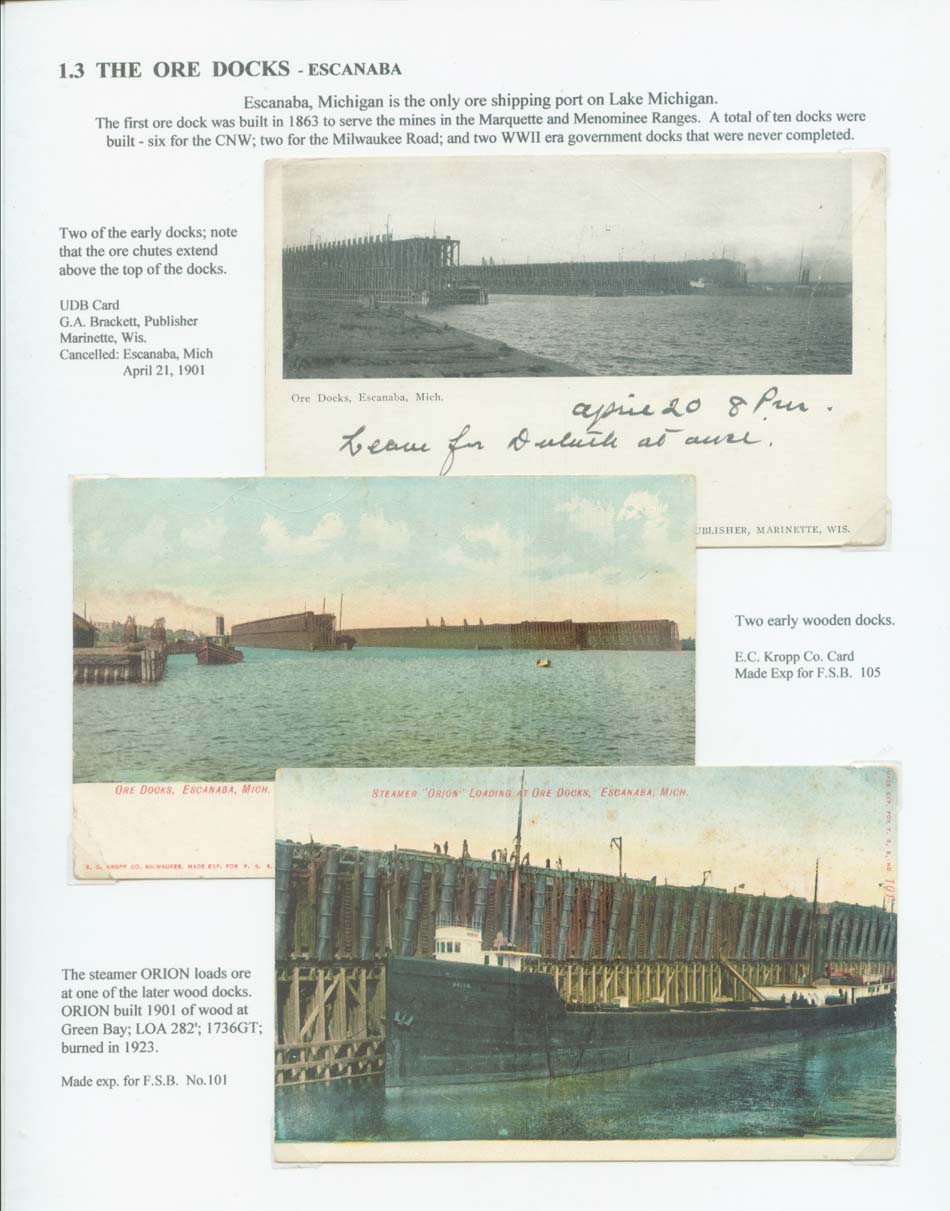 1.3 THE ORE DOCKS - ESCANABA
Escanaba, Michigan is the only ore shipping port on Lake Michigan.
The first ore dock was built in 1863 to serve the mines in the Marquette and Menominee Ranges. A total of ten docks were
built - six for the CNW; two for the Milwaukee Road; and two WWII era government docks that were never completed.
Two of the early docks; note
that the ore chutes extend
above the top of the docks.
UDB Card
G.A. Brackett, Publisher
Marinette, Wis.
Cancelled: Escanaba, Mich
April 21, 1901
Ore Docks, Escanaba, Mich.
April 20 8 P.m.
Leave for Duluth at once.
UBLISHER, MARINETTE, WIS.
Two early wooden docks.
E.C. Kropp Co. Card
Made Exp for F.S.B. 105
ORE DOCKS, ESCANABA, MICH.
E. C. KROPP CO. MILWAUKEE. MADE EXP. FOR F. S. B.
STEAMER "ORION" LOADING AT ORE DOCKS, ESCANABA, MICH.
MADE EXP. FOR F. S. B. NO 101
ORION
The steamer ORION loads ore
at one of the later wood docks.
ORION built 1901 of wood at
Green Bay; LOA 282'; 1736GT;
burned in 1923.
Made exp. for F.S.B. No.101